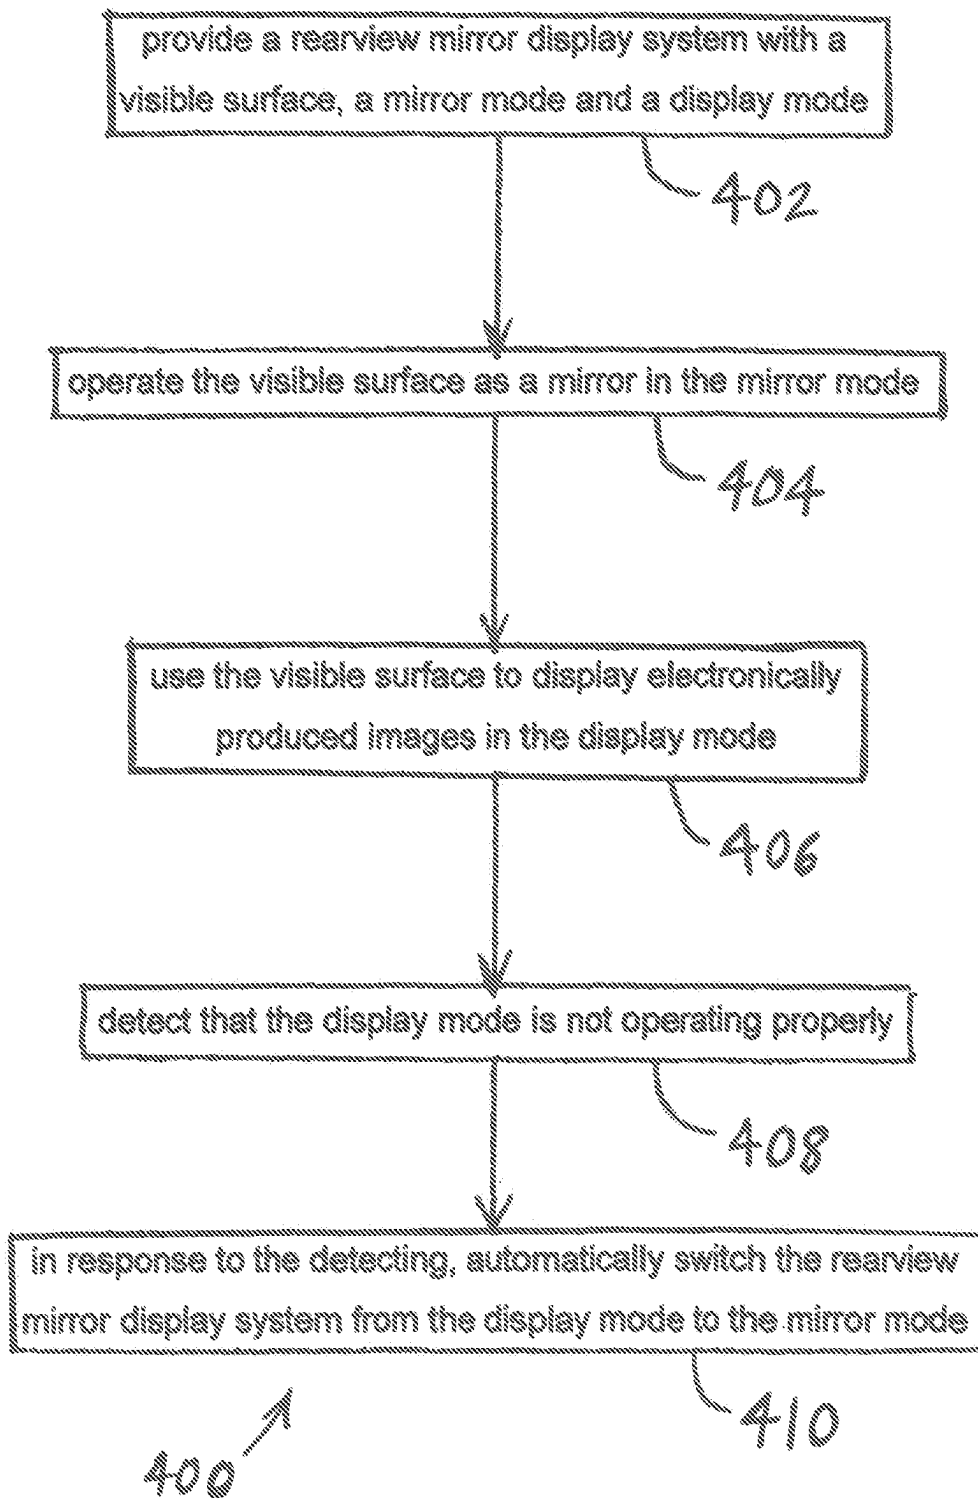 provide a rearview mirror display system with a
visible surface, a mirror mode and a display mode
402
operate the visible surface as a mirror in the mirror mode
404
use the visible surface to display electronically
produced images in the display mode
406
detect that the display mode is not operating properly
408
in response to the detecting, automatically switch the rearview
mirror display system from the display mode to the mirror mode
410
400